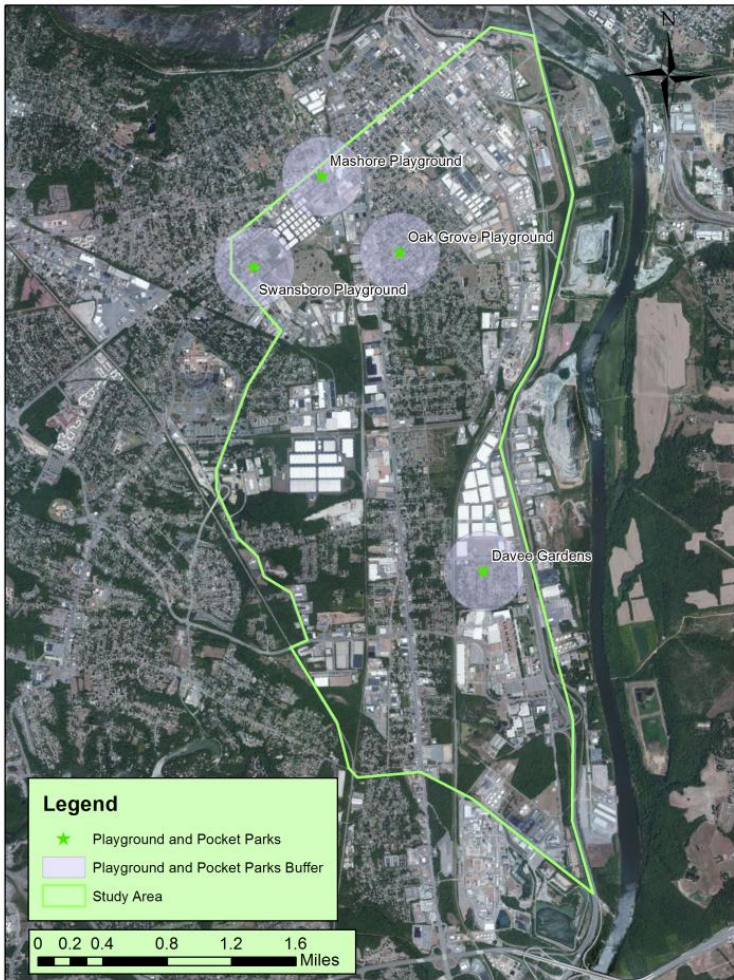 N
Mashore Playground
Oak Grove Playground
Swansboro Playground
Davee Gardens
Legend
Playground and Pocket Parks
Playground and Pocket Parks Buffer
Study Area
0 0.2 0.4 0.8 1.2 1.6
Miles